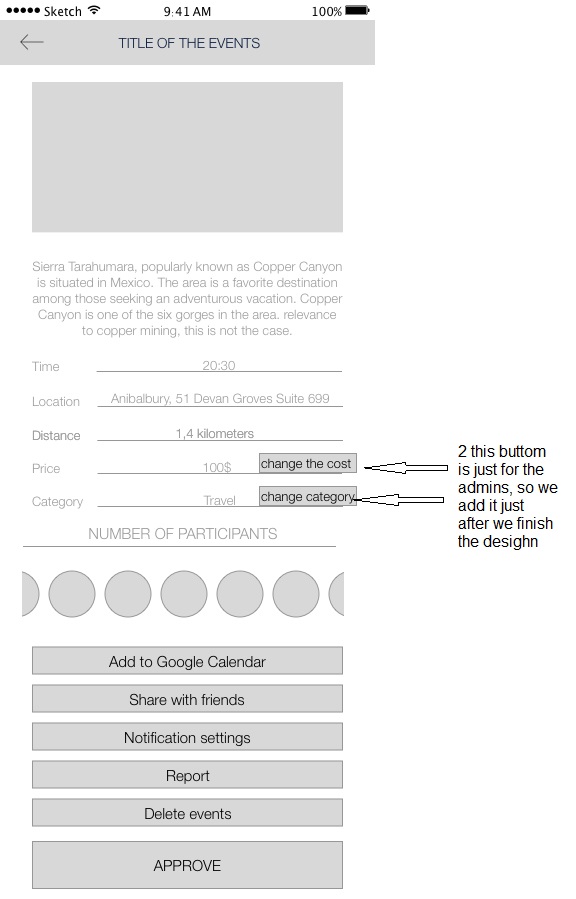 Sketch 9:41 AM 100%
TITLE OF THE EVENTS
Sierra Tarahumara, popularly known as Copper Canyon
is situated in Mexico. The area is a favorite destination
among those seeking an adventurous vacation. Copper
Canyon is one of the six gorges in the area. relevance
to copper mining, this is not the case.
Time 20:30
Location Anibalbury, 51 Devan Groves Suite 699
Distance 1,4 kilometers
Price 100$ change the cost
Category Travel change category
2 this buttom
is just for the
admins, so we
add it just
after we finish
the desighn
NUMBER OF PARTICIPANTS
Add to Google Calendar
Share with friends
Notification settings
Report
Delete events
APPROVE